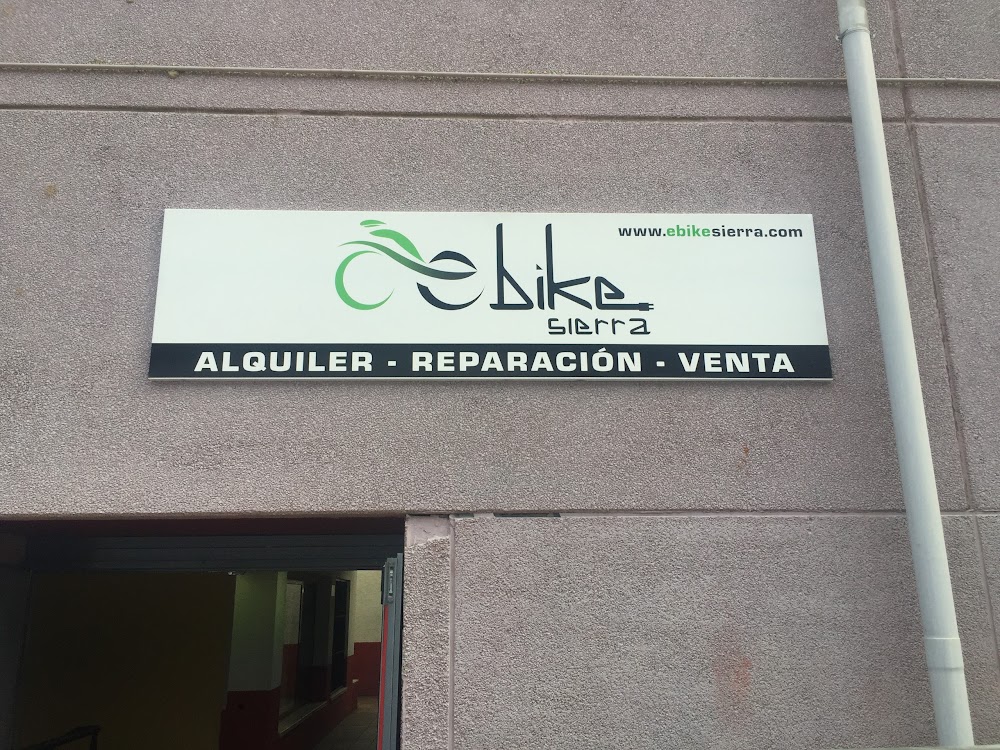 www.ebikesierra.com
ebike
sierra
ALQUILER - REPARACIÓN - VENTA